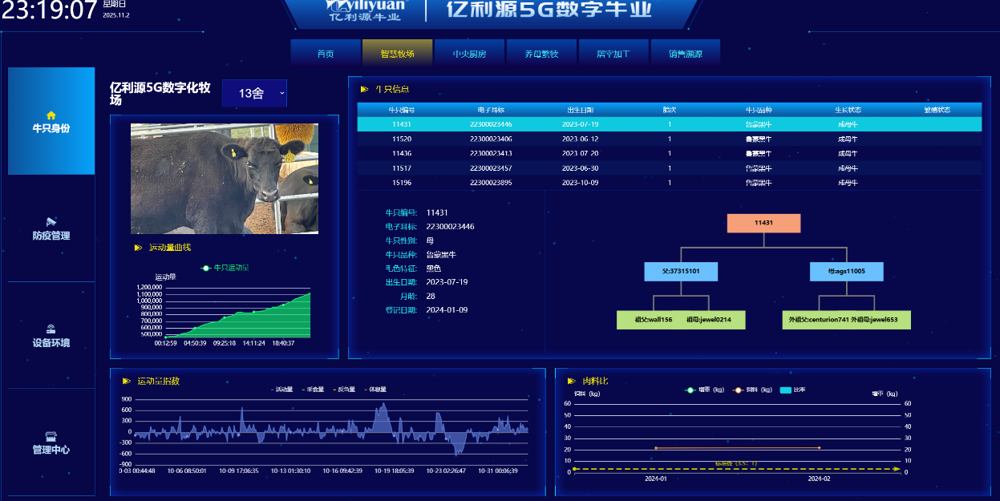 23:19:07
星期日
2025.11.2
Yiliyuan
亿利源牛业
亿利源5G数字牛业
首页
智慧牧场
中央厨房
养母繁犊
屠宰加工
销售溯源
牛只身份
防疫管理
设备环境
管理中心
亿利源5G数字化牧场
13舍
运动量曲线
牛只运动量
运动量
1,200,000
1,100,000
1,000,000
900,000
800,000
700,000
600,000
500,000
00:12:59 04:50:39 09:25:18 14:11:24 18:40:37
牛只信息
牛只编号 电子耳标 出生日期 胎次 牛只品种 生长状态 繁殖状态
11431 22300023446 2023-07-19 1 鲁蒙黑牛 成母牛
11520 22300023406 2023-06-12 1 鲁蒙黑牛 成母牛
11436 22300023413 2023-07-20 1 鲁蒙黑牛 成母牛
11517 22300023457 2023-06-30 1 鲁蒙黑牛 成母牛
15196 22300023895 2023-10-09 1 鲁蒙黑牛 成母牛
牛只编号: 11431
电子耳标: 22300023446
牛只性别: 母
牛只品种: 鲁蒙黑牛
毛色特征: 黑色
出生日期: 2023-07-19
月龄: 28
登记日期: 2024-01-09
11431
父:37315101
母:ags11005
祖父:wall156 祖母:jewel0214
外祖父:centurion741 外祖母:jewel653
运动量指数
活动量 采食量 反刍量 休息量
900
600
300
0
-300
-600
-900
0-03 00:44:48 10-06 08:50:01 10-09 17:06:35 10-13 01:30:10 10-16 09:42:39 10-19 18:05:39 10-23 02:26:47 10-31 00:06:39
肉料比
增重 (kg) 饲料 (kg) 比率
饲料 (kg)
增重 (kg)
60 60
50 50
40 40
30 30
20 20
10 10
0 0
标准线 (3.5: 1)
2024-01 2024-02